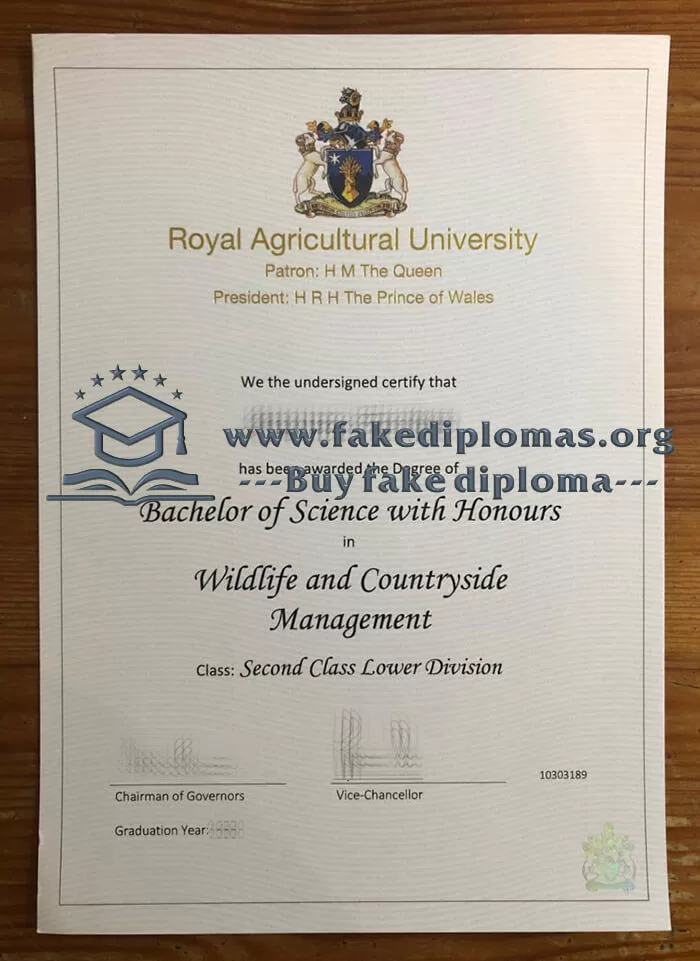 Royal Agricultural University
Patron: H M The Queen
President: H R H The Prince of Wales
We the undersigned certify that
www.fakediplomas.org
has been awarded the Degree of
---Buy fake diploma---
Bachelor of Science with Honours
in
Wildlife and Countryside
Management
Class: Second Class Lower Division
10303189
Chairman of Governors
Vice-Chancellor
Graduation Year: